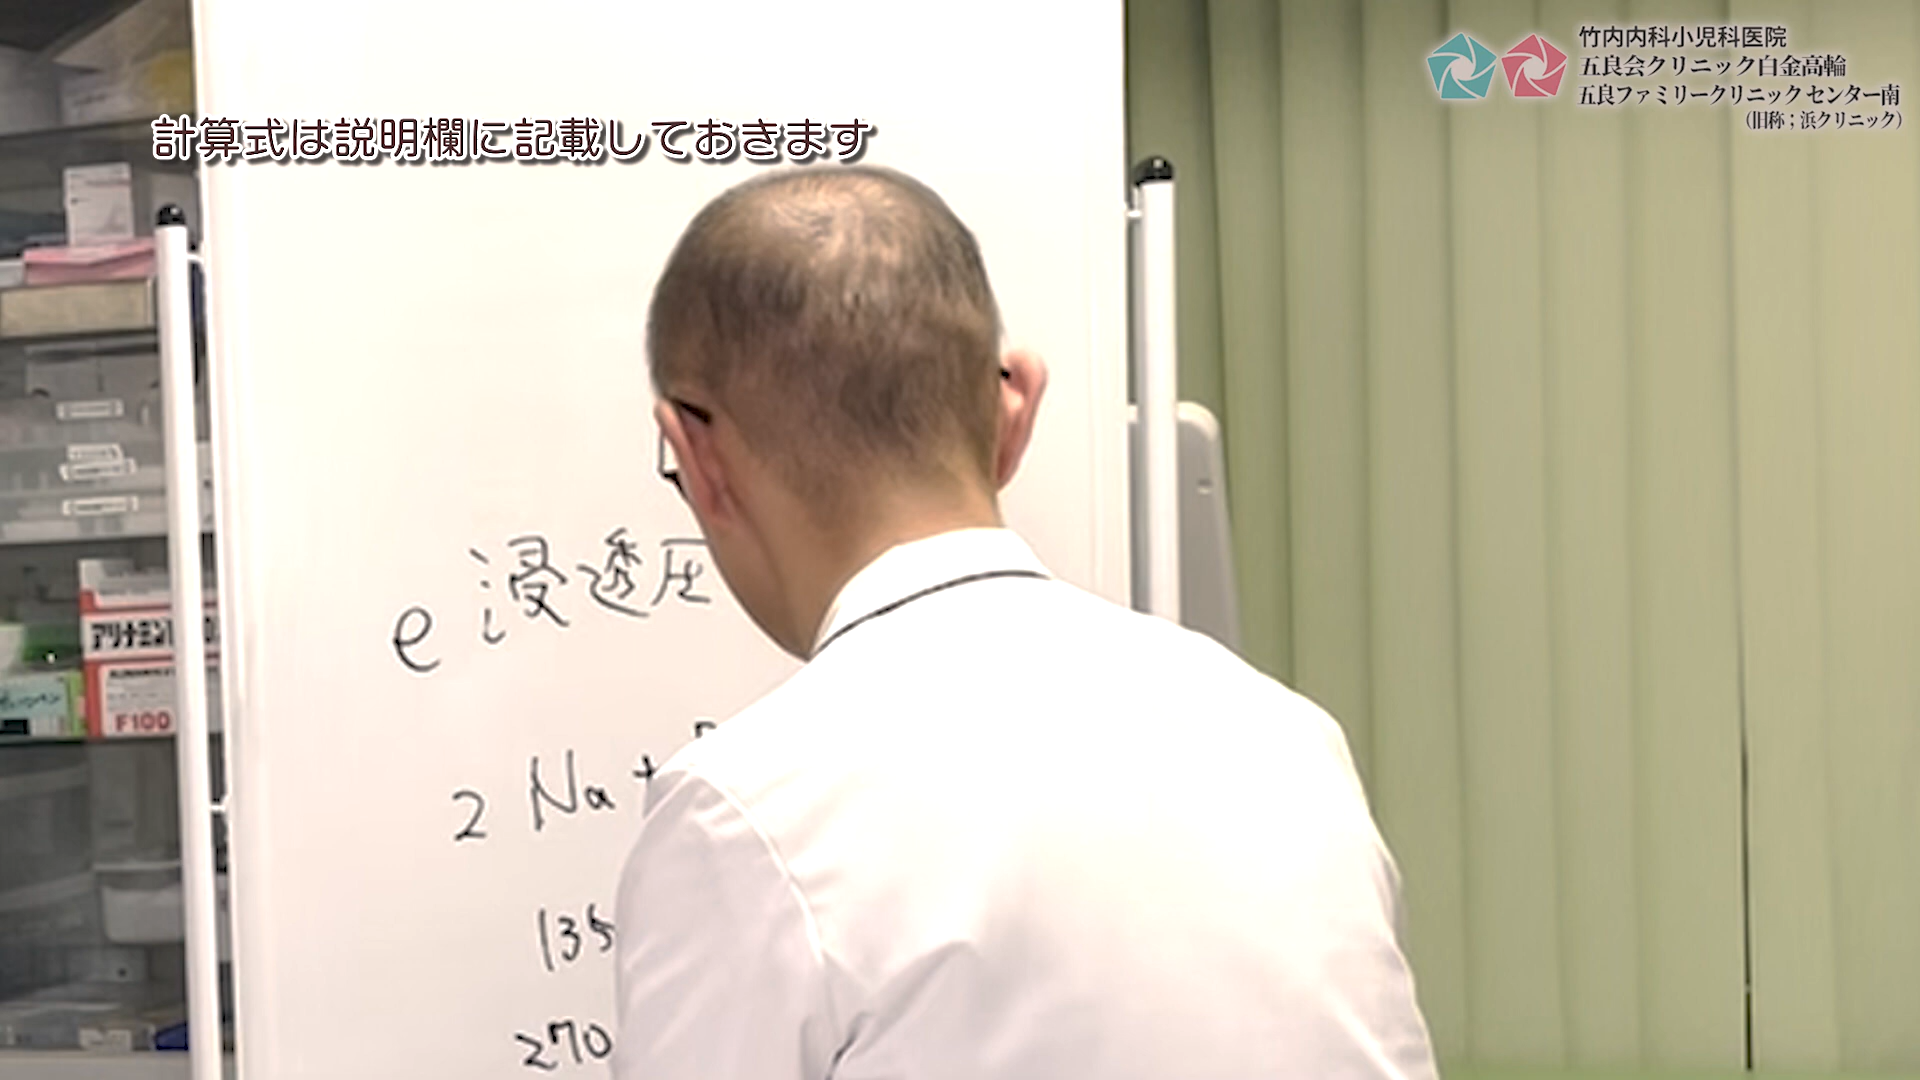 竹内内科小児科医院
五良会クリニック白金高輪
五良ファミリークリニック センター南
（旧称；浜クリニック）
計算式は説明欄に記載しておきます
e 浸透圧
2 Na +
135
270
アリナミン
F100